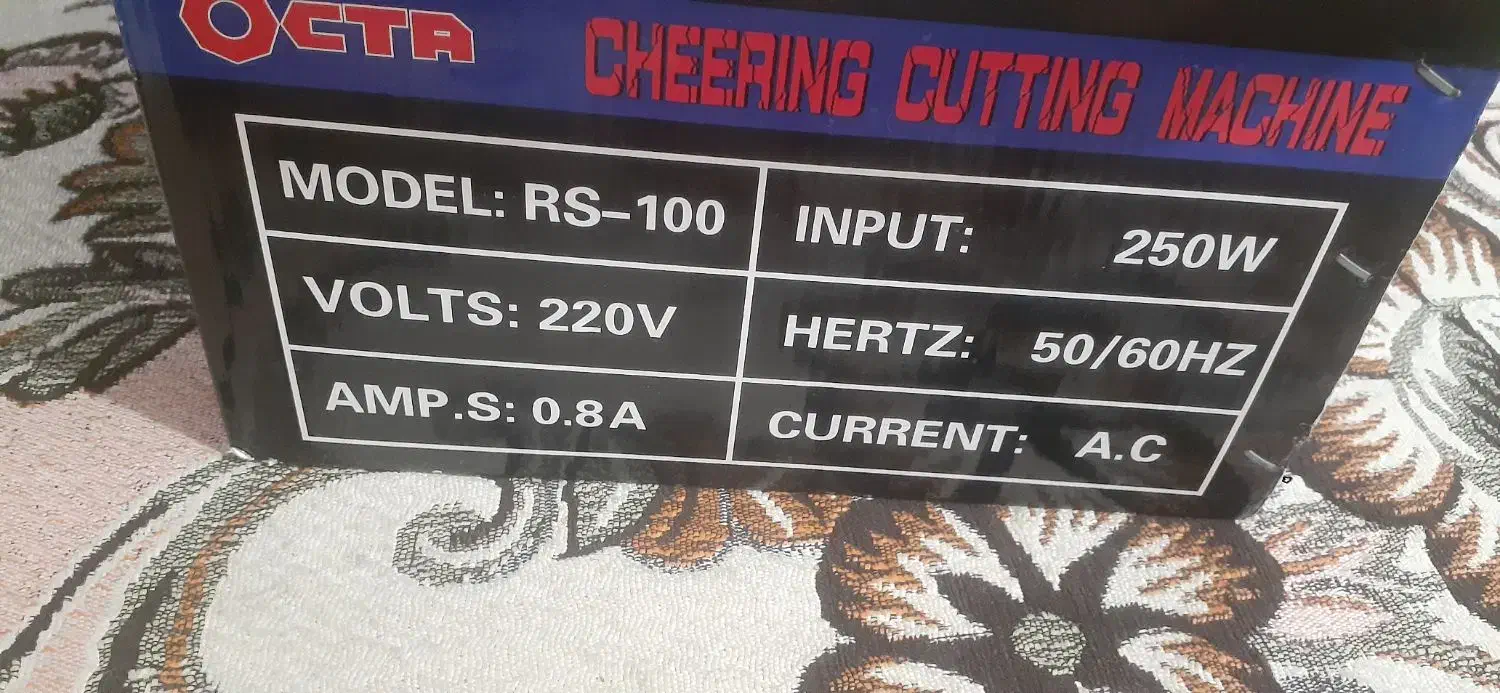 OCTA
CHEERING CUTTING MACHINE
MODEL: RS-100
INPUT: 250W
VOLTS: 220V
HERTZ: 50/60HZ
AMP.S: 0.8A
CURRENT: A.C